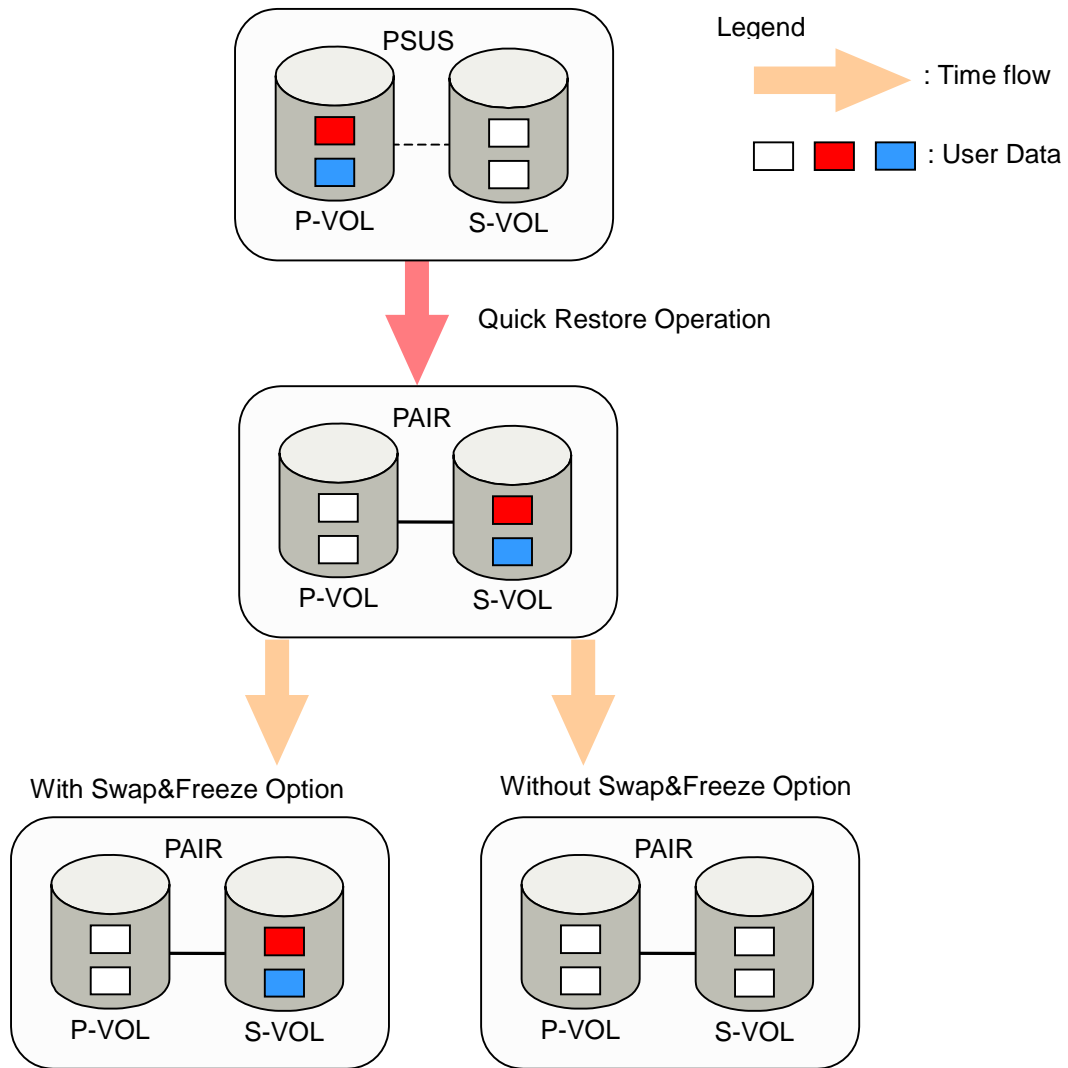 PSUS
P-VOL
S-VOL
Legend
: Time flow
: User Data
Quick Restore Operation
PAIR
P-VOL
S-VOL
With Swap&Freeze Option
PAIR
P-VOL
S-VOL
Without Swap&Freeze Option
PAIR
P-VOL
S-VOL